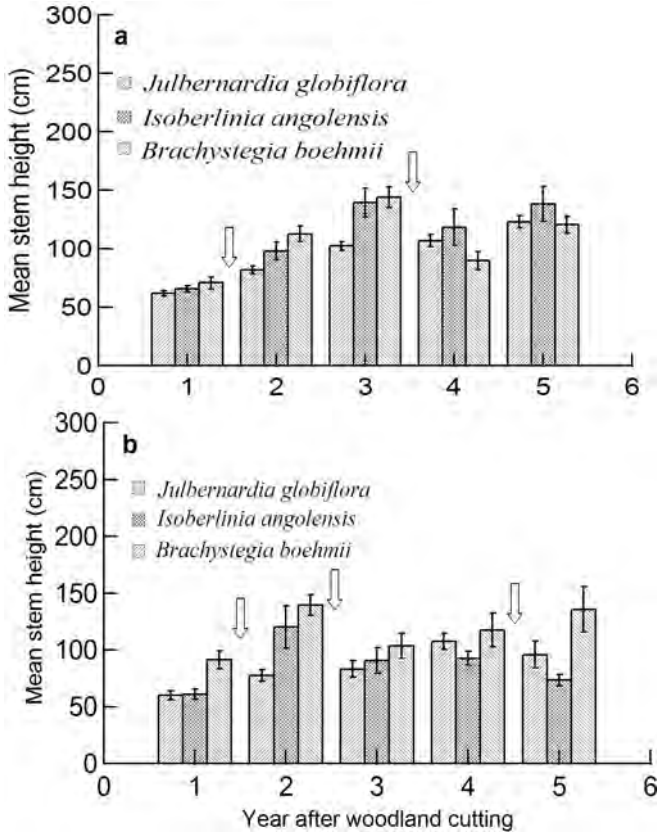 300
a
250
Julbernardia globiflora
200
Isoberlinia angolensis
Brachystegia boehmii
150
100
50
0
Mean stem height (cm)
0 1 2 3 4 5 6
300
b
250
Julbernardia globiflora
200
Isoberlinia angolensis
Brachystegia boehmii
150
100
50
0
Mean stem height (cm)
0 1 2 3 4 5 6
Year after woodland cutting